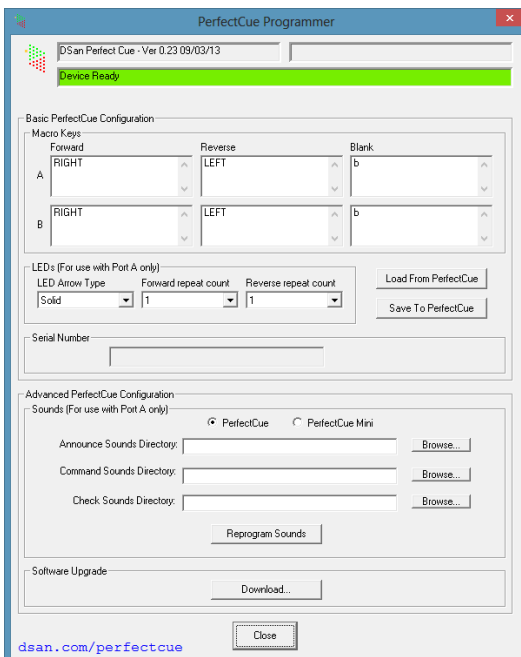 PerfectCue Programmer
DSan Perfect Cue - Ver 0.23 09/03/13
Device Ready
Basic PerfectCue Configuration
Macro Keys
Forward Reverse Blank
A RIGHT LEFT b
B RIGHT LEFT b
LEDs (For use with Port A only)
LED Arrow Type Forward repeat count Reverse repeat count
Solid 1 1
Load From PerfectCue
Save To PerfectCue
Serial Number
Advanced PerfectCue Configuration
Sounds (For use with Port A only)
PerfectCue PerfectCue Mini
Announce Sounds Directory: Browse...
Command Sounds Directory: Browse...
Check Sounds Directory: Browse...
Reprogram Sounds
Software Upgrade
Download...
Close
dsan.com/perfectcue